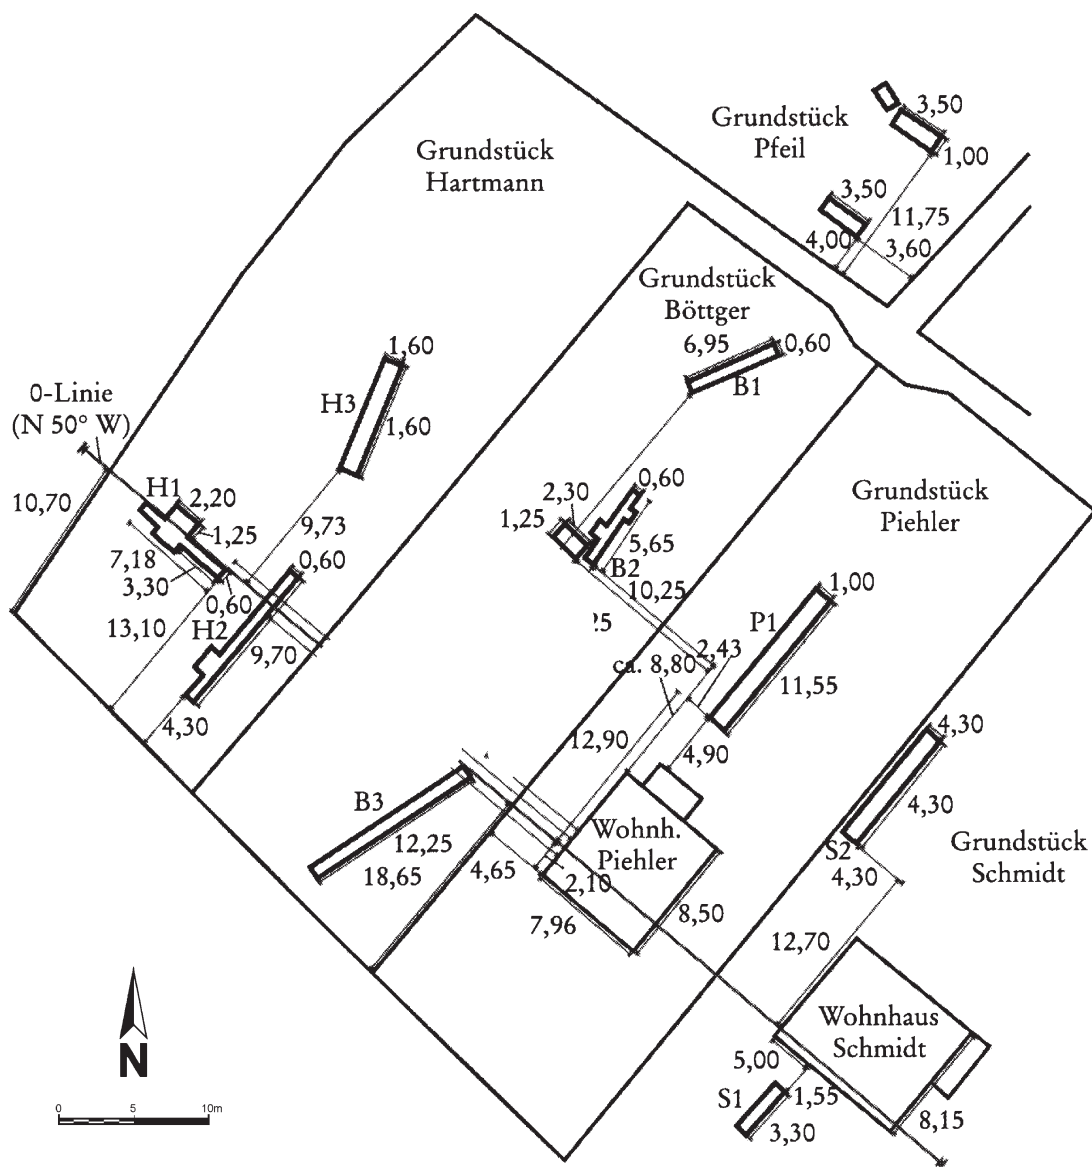 Grundstück
Hartmann
Grundstück
Pfeil
3,50
1,00
3,50
11,75
4,00
3,60
Grundstück
Böttger
6,95
0,60
B1
1,60
H3
1,60
0-Linie
(N 50° W)
10,70
H1
2,20
1,25
7,18
3,30
0,60
9,73
0,60
13,10
H2
9,70
4,30
2,30
0,60
1,25
5,65
B2
10,25
25
Grundstück
Piehler
1,00
P1
2,43
ca. 8,80
11,55
12,90
4,90
B3
12,25
18,65
4,65
Wohnh.
Piehler
2,10
7,96
8,50
4,30
4,30
S2
4,30
Grundstück
Schmidt
12,70
Wohnhaus
Schmidt
5,00
S1
1,55
3,30
8,15
N
0 5 10m